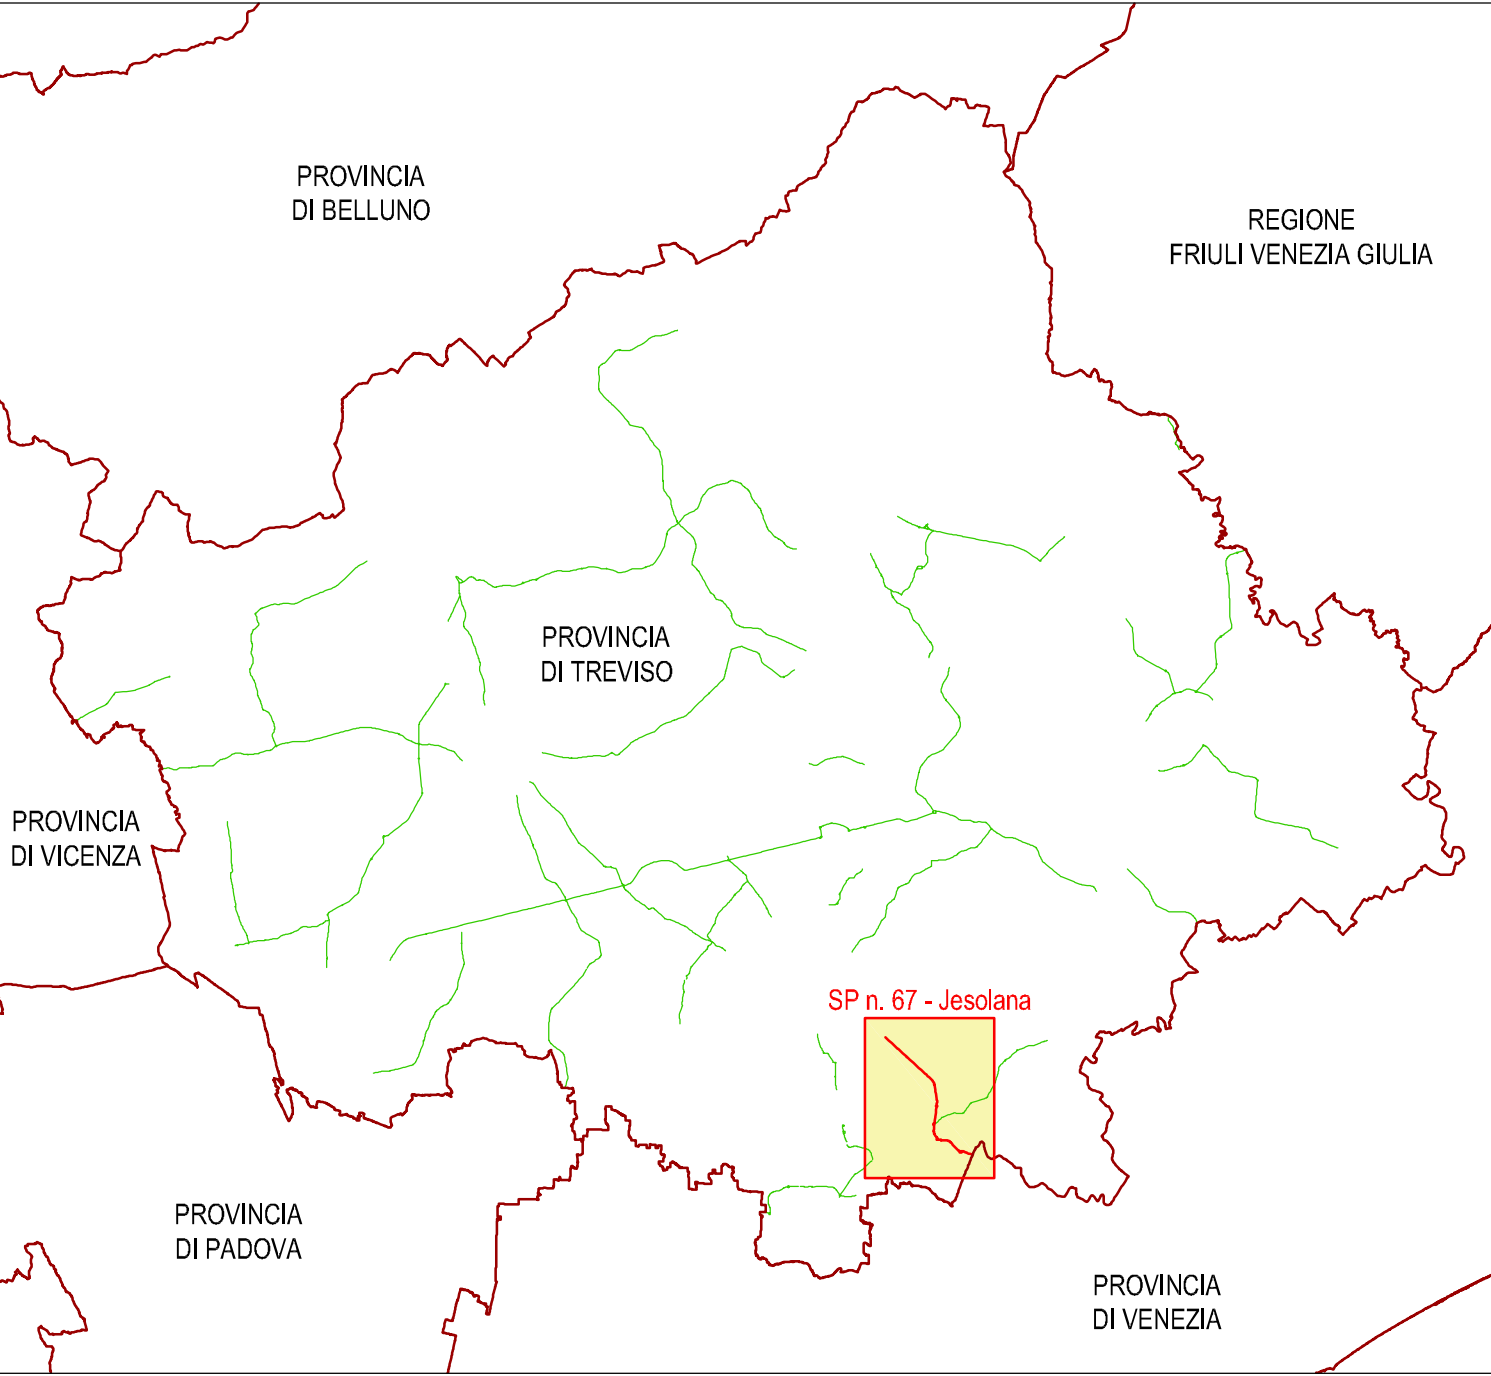 PROVINCIA
DI BELLUNO
REGIONE
FRIULI VENEZIA GIULIA
PROVINCIA
DI TREVISO
PROVINCIA
DI VICENZA
SP n. 67 - Jesolana
PROVINCIA
DI PADOVA
PROVINCIA
DI VENEZIA